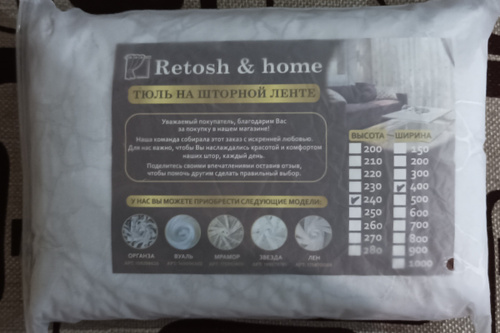 Retosh & home
ТЮЛЬ НА ШТОРНОЙ ЛЕНТЕ
Уважаемый покупатель, благодарим Вас
за покупку в нашем магазине!
Наша команда собирала этот заказ с искренней любовью.
Для нас важно, чтобы Вы наслаждались красотой и комфортом
наших штор, каждый день.
Поделитесь своими впечатлениями оставив отзыв,
чтобы помочь другим сделать правильный выбор.
У НАС ВЫ МОЖЕТЕ ПРИОБРЕСТИ СЛЕДУЮЩИЕ МОДЕЛИ:
ОРГАНЗА ВУАЛЬ МРАМОР ЗВЕЗДА ЛЕН
ВЫСОТА ШИРИНА
200 150
210 200
220 300
230 400
240 500
250 600
260 700
270 800
280 900
1000